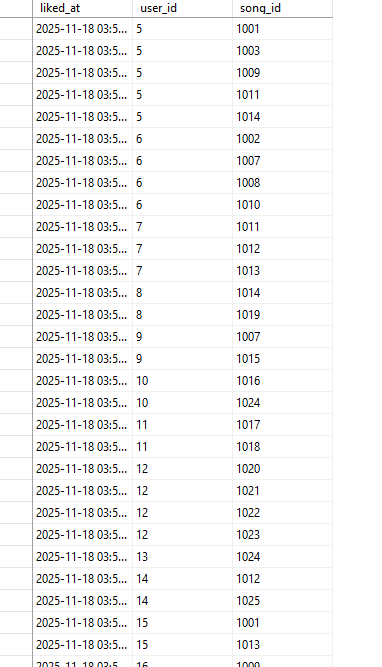 liked_at user_id song_id
2025-11-18 03:5... 5 1001
2025-11-18 03:5... 5 1003
2025-11-18 03:5... 5 1009
2025-11-18 03:5... 5 1011
2025-11-18 03:5... 5 1014
2025-11-18 03:5... 6 1002
2025-11-18 03:5... 6 1007
2025-11-18 03:5... 6 1008
2025-11-18 03:5... 6 1010
2025-11-18 03:5... 7 1011
2025-11-18 03:5... 7 1012
2025-11-18 03:5... 7 1013
2025-11-18 03:5... 8 1014
2025-11-18 03:5... 8 1019
2025-11-18 03:5... 9 1007
2025-11-18 03:5... 9 1015
2025-11-18 03:5... 10 1016
2025-11-18 03:5... 10 1024
2025-11-18 03:5... 11 1017
2025-11-18 03:5... 11 1018
2025-11-18 03:5... 12 1020
2025-11-18 03:5... 12 1021
2025-11-18 03:5... 12 1022
2025-11-18 03:5... 12 1023
2025-11-18 03:5... 13 1024
2025-11-18 03:5... 14 1012
2025-11-18 03:5... 14 1025
2025-11-18 03:5... 15 1001
2025-11-18 03:5... 15 1013
2025-11-18 03:5... 16 1009